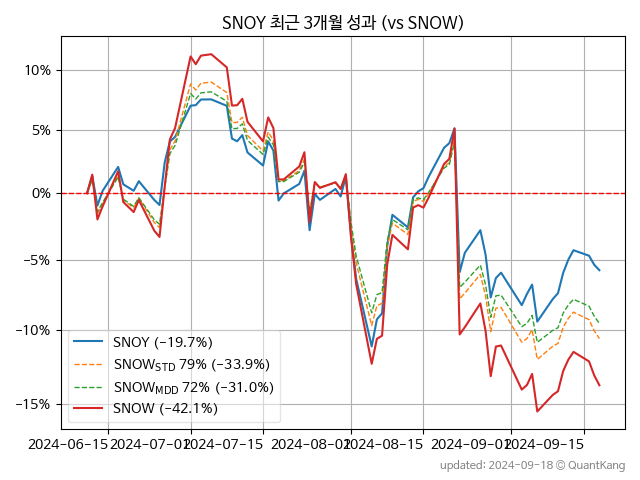 SNOY 최근 3개월 성과 (vs SNOW)
10%
5%
0%
−5%
−10%
−15%
SNOY (−19.7%)
SNOW_STD 79% (−33.9%)
SNOW_MDD 72% (−31.0%)
SNOW (−42.1%)
2024-06-15 2024-07-01 2024-07-15 2024-08-01 2024-08-15 2024-09-01 2024-09-15
updated: 2024-09-18 @ QuantKang